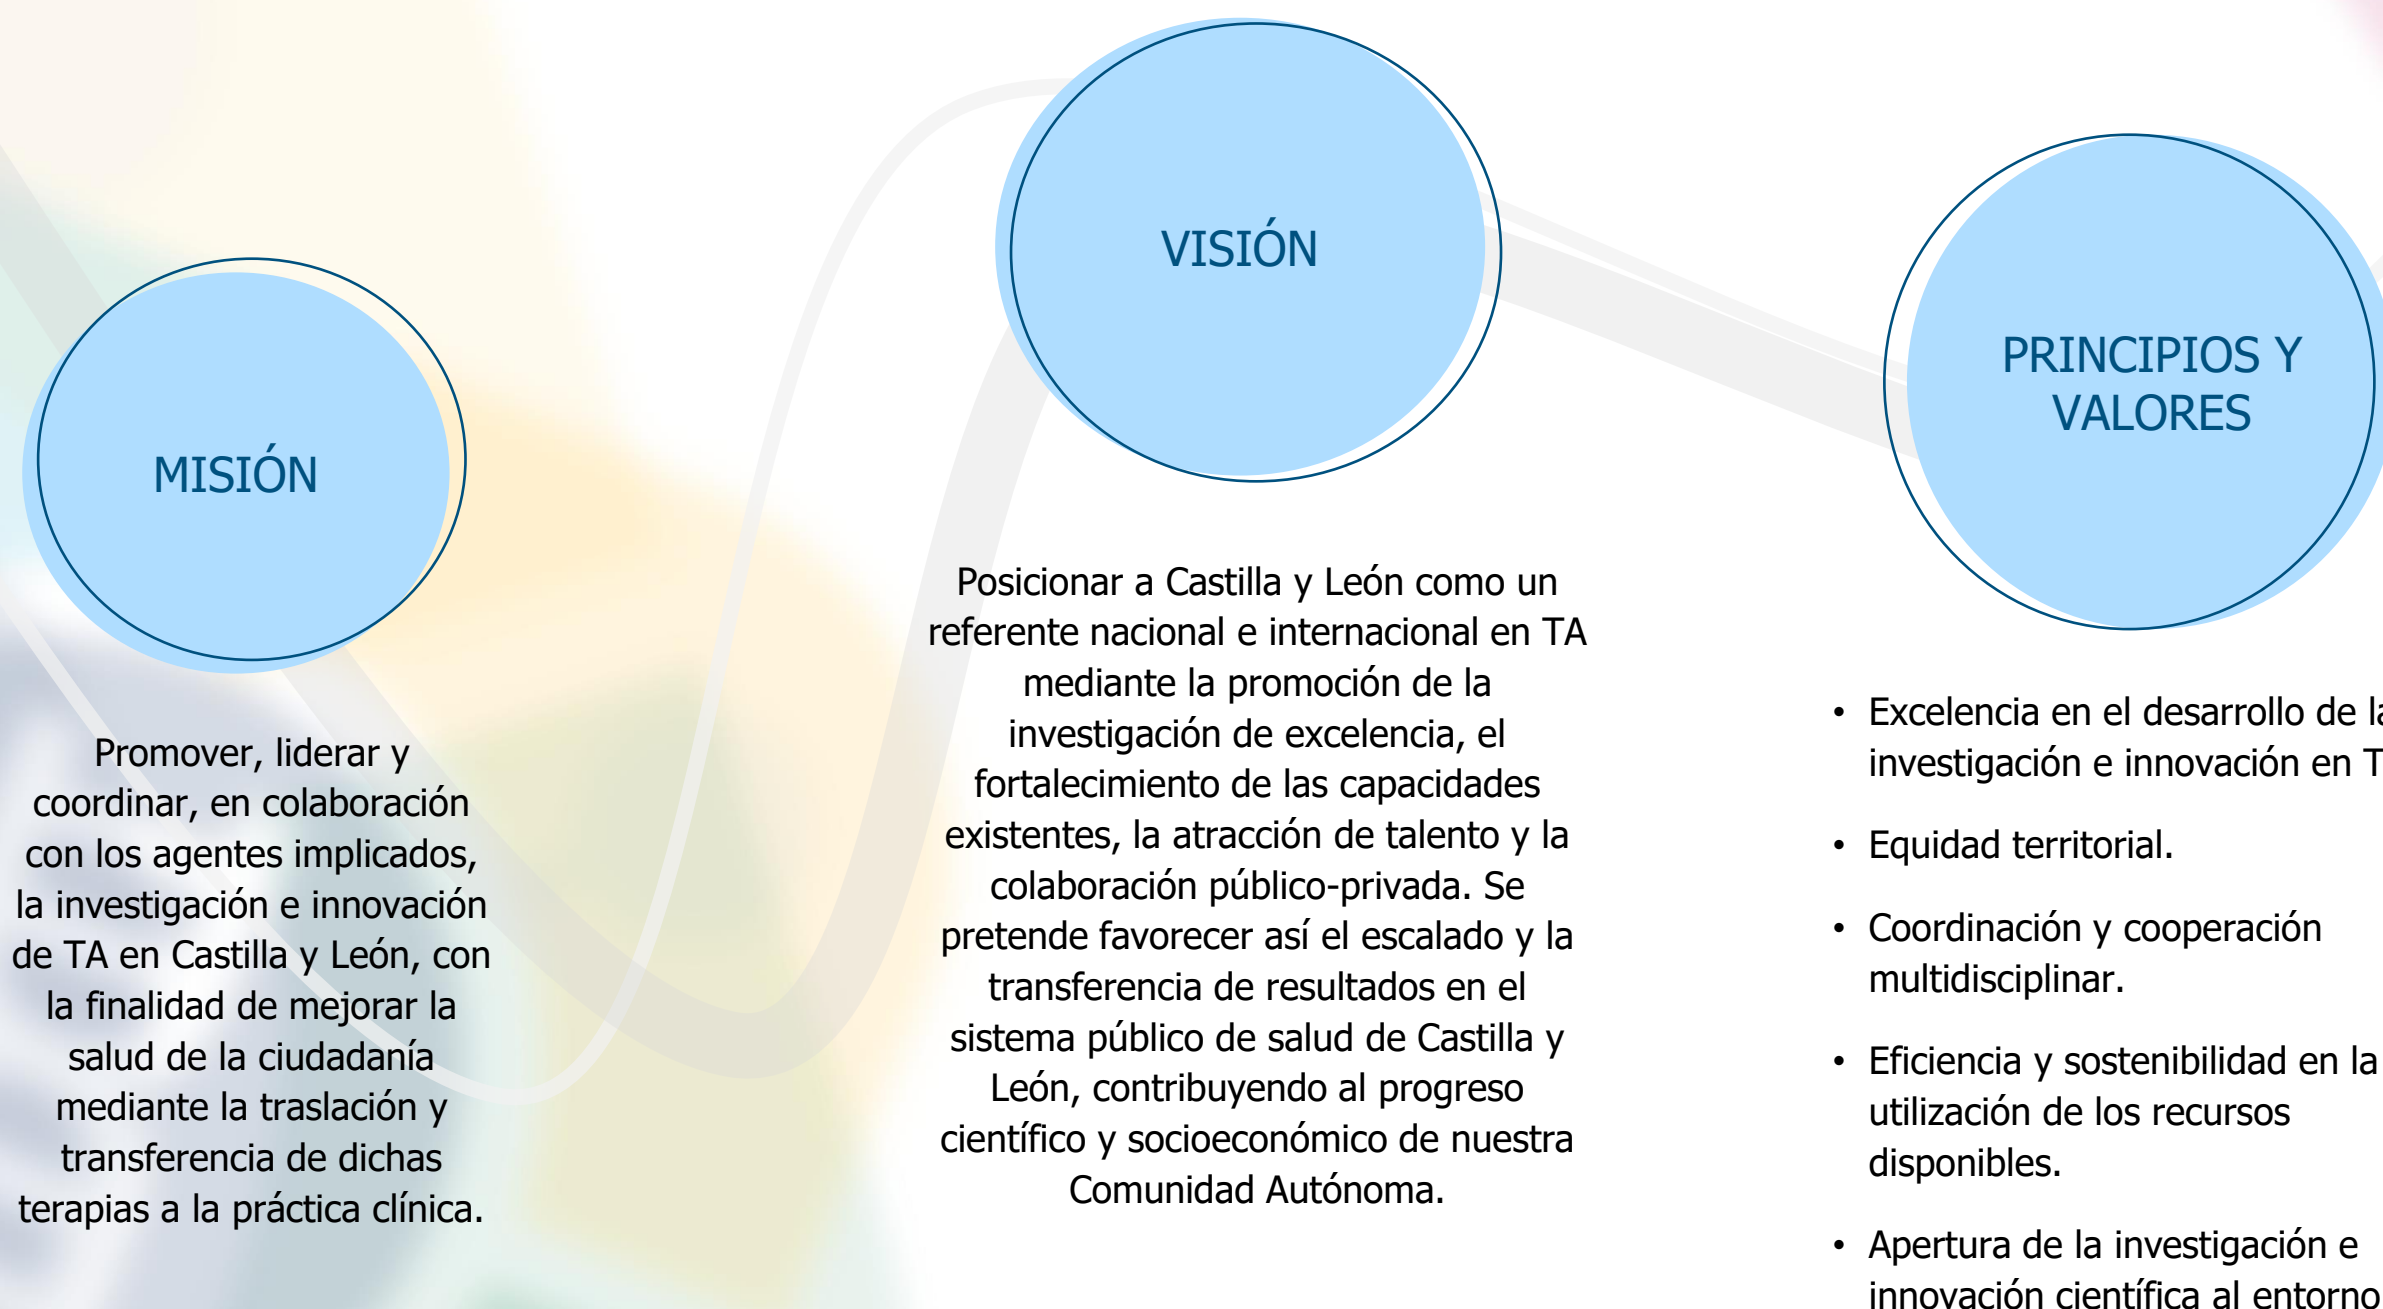 MISIÓN
Promover, liderar y
coordinar, en colaboración
con los agentes implicados,
la investigación e innovación
de TA en Castilla y León, con
la finalidad de mejorar la
salud de la ciudadanía
mediante la traslación y
transferencia de dichas
terapias a la práctica clínica.
VISIÓN
Posicionar a Castilla y León como un
referente nacional e internacional en TA
mediante la promoción de la
investigación de excelencia, el
fortalecimiento de las capacidades
existentes, la atracción de talento y la
colaboración público-privada. Se
pretende favorecer así el escalado y la
transferencia de resultados en el
sistema público de salud de Castilla y
León, contribuyendo al progreso
científico y socioeconómico de nuestra
Comunidad Autónoma.
PRINCIPIOS Y
VALORES
• Excelencia en el desarrollo de
investigación e innovación en
• Equidad territorial.
• Coordinación y cooperación
multidisciplinar.
• Eficiencia y sostenibilidad en la
utilización de los recursos
disponibles.
• Apertura de la investigación e
innovación científica al entorno